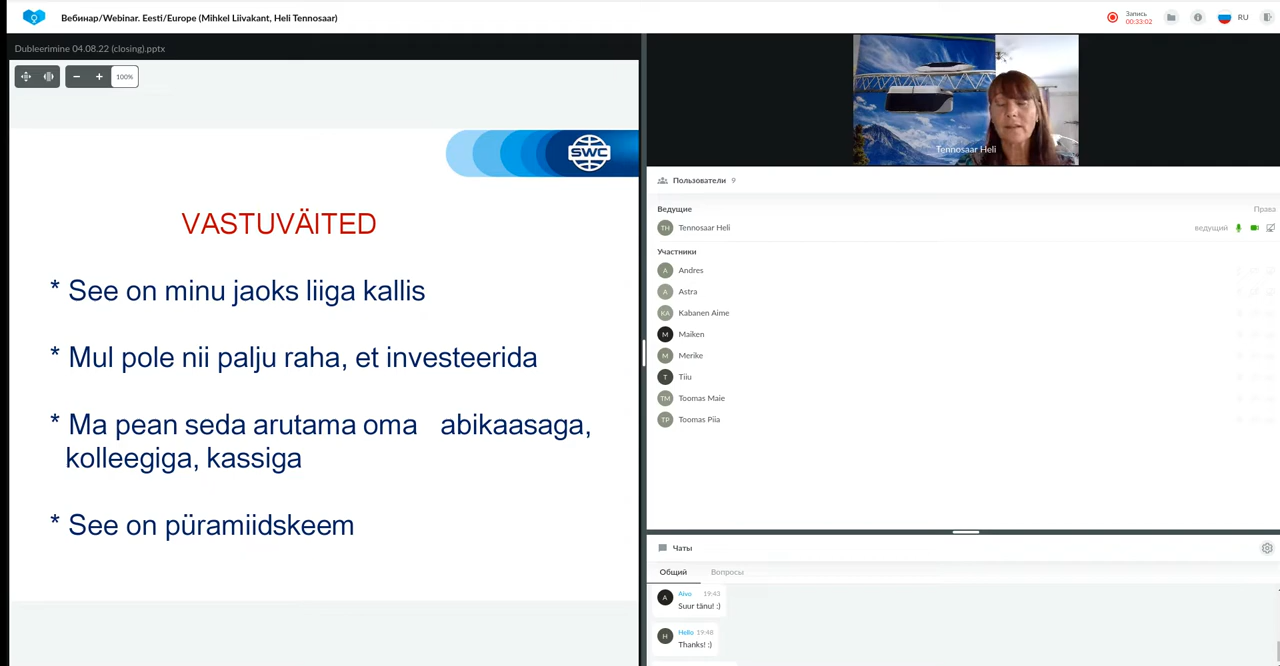 Вебинар/Webinar. Eesti/Europe (Mihkel Liivakant, Heli Tennosaar)
Запись
00:33:02
RU
Dubleerimine 04.08.22 (closing).pptx
100%
SWC
VASTUVÄITED
* See on minu jaoks liiga kallis
* Mul pole nii palju raha, et investeerida
* Ma pean seda arutama oma abikaasaga,
kolleegiga, kassiga
* See on püramiidskeem
Tennosaar Heli
Пользователи 9
Ведущие
Права
TH Tennosaar Heli
ведущий
Участники
A Andres
A Astra
KA Kabanen Aime
M Maiken
M Merike
T Tiiu
TM Toomas Maie
TP Toomas Piia
Чаты
Общий
Вопросы
A Aivo 19:43
Suur tänu! :)
H Hello 19:48
Thanks! :)